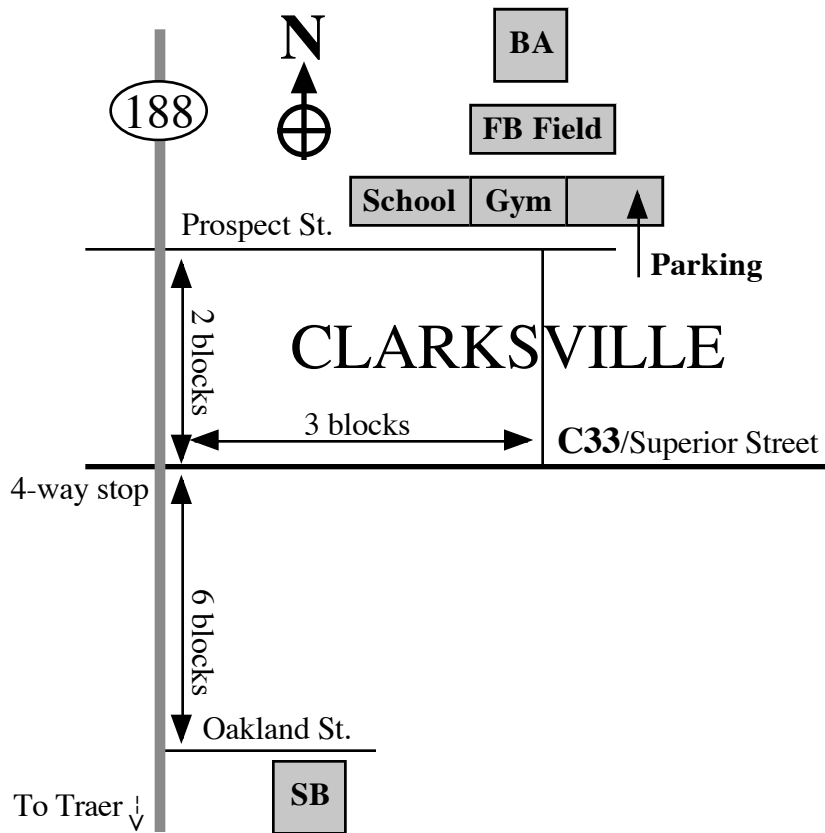 N
BA
188
FB Field
School Gym
Prospect St.
Parking
2 blocks
CLARKSVILLE
3 blocks
C33/Superior Street
4-way stop
6 blocks
Oakland St.
SB
To Traer